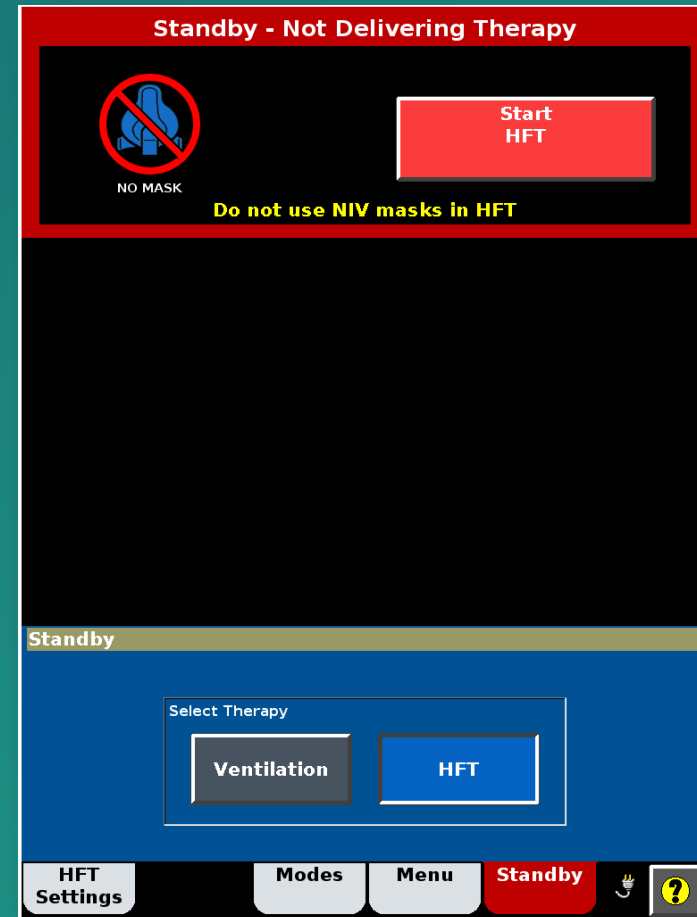 Standby - Not Delivering Therapy
Start
HFT
NO MASK
Do not use NIV masks in HFT
Standby
Select Therapy
Ventilation
HFT
HFT
Settings
Modes
Menu
Standby
?